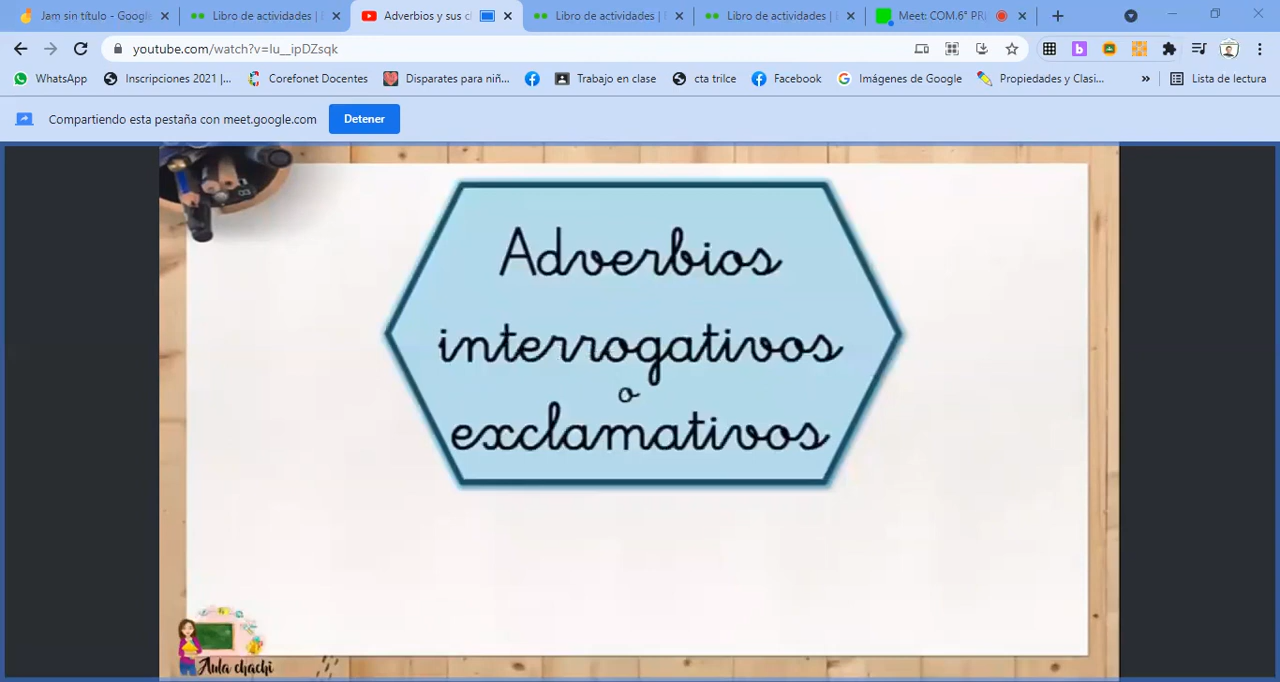 Jam sin título - Google
Libro de actividades |
Adverbios y sus c
Libro de actividades |
Libro de actividades |
Meet: COM.6° PRI
youtube.com/watch?v=Iu__ipDZsqk
WhatsApp
Inscripciones 2021 |...
Corefonet Docentes
Disparates para niñ...
Trabajo en clase
cta trilce
Facebook
Imágenes de Google
Propiedades y Clasi...
»
Lista de lectura
Compartiendo esta pestaña con meet.google.com
Detener
Adverbios
interrogativos
o
exclamativos
Aula chachi